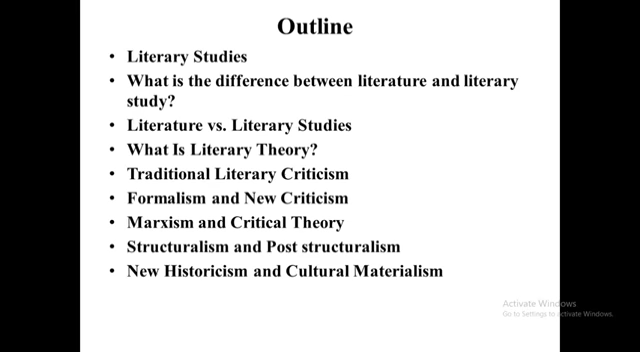 Outline
• Literary Studies
• What is the difference between literature and literary
study?
• Literature vs. Literary Studies
• What Is Literary Theory?
• Traditional Literary Criticism
• Formalism and New Criticism
• Marxism and Critical Theory
• Structuralism and Post structuralism
• New Historicism and Cultural Materialism
Activate Windows
Go to Settings to activate Windows.